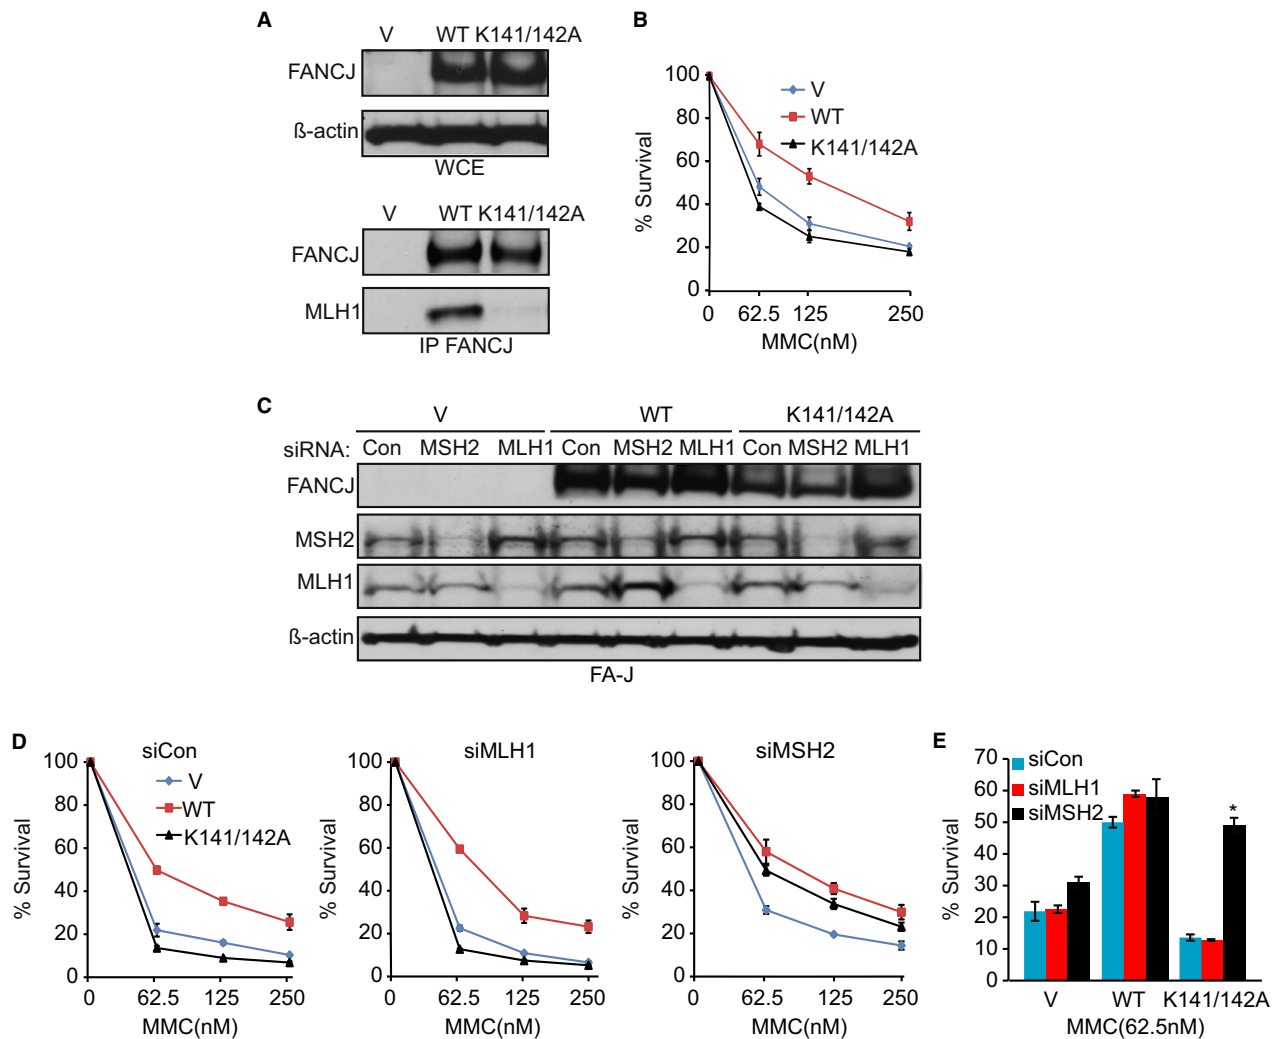 A
V WT K141/142A
FANCJ
ß-actin
WCE
V WT K141/142A
FANCJ
MLH1
IP FANCJ
B
100
80
60
40
20
0
% Survival
V
WT
K141/142A
0 62.5 125 250
MMC(nM)
C
V WT K141/142A
siRNA: Con MSH2 MLH1 Con MSH2 MLH1 Con MSH2 MLH1
FANCJ
MSH2
MLH1
ß-actin
FA-J
D
siCon
100
80
60
40
20
0
% Survival
V
WT
K141/142A
0 62.5 125 250
MMC(nM)
siMLH1
100
80
60
40
20
0
% Survival
0 62.5 125 250
MMC(nM)
siMSH2
100
80
60
40
20
0
% Survival
0 62.5 125 250
MMC(nM)
E
70
60
50
40
30
20
10
0
% Survival
siCon
siMLH1
siMSH2
*
V WT K141/142A
MMC(62.5nM)